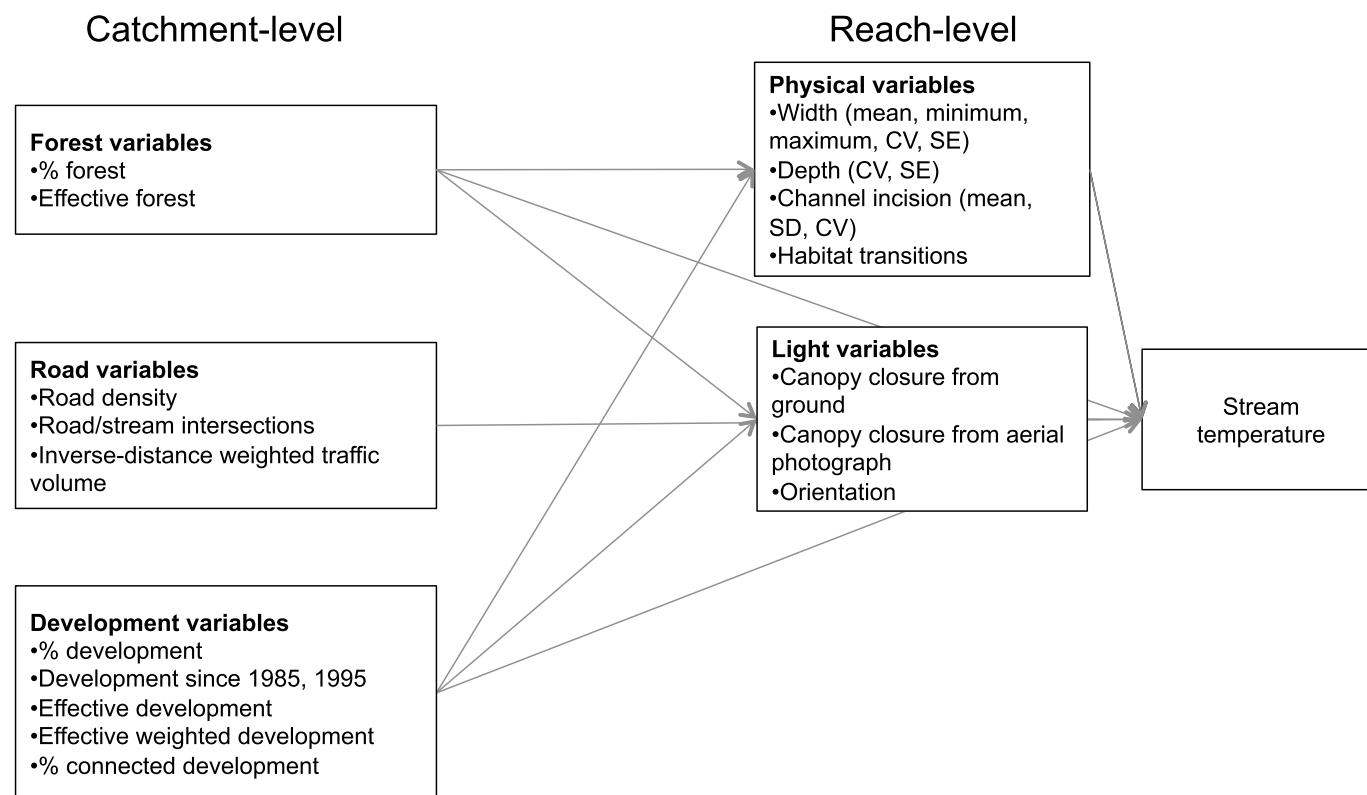 Catchment-level
Reach-level
Forest variables
•% forest
•Effective forest
Road variables
•Road density
•Road/stream intersections
•Inverse-distance weighted traffic
volume
Development variables
•% development
•Development since 1985, 1995
•Effective development
•Effective weighted development
•% connected development
Physical variables
•Width (mean, minimum,
maximum, CV, SE)
•Depth (CV, SE)
•Channel incision (mean,
SD, CV)
•Habitat transitions
Light variables
•Canopy closure from
ground
•Canopy closure from aerial
photograph
•Orientation
Stream
temperature